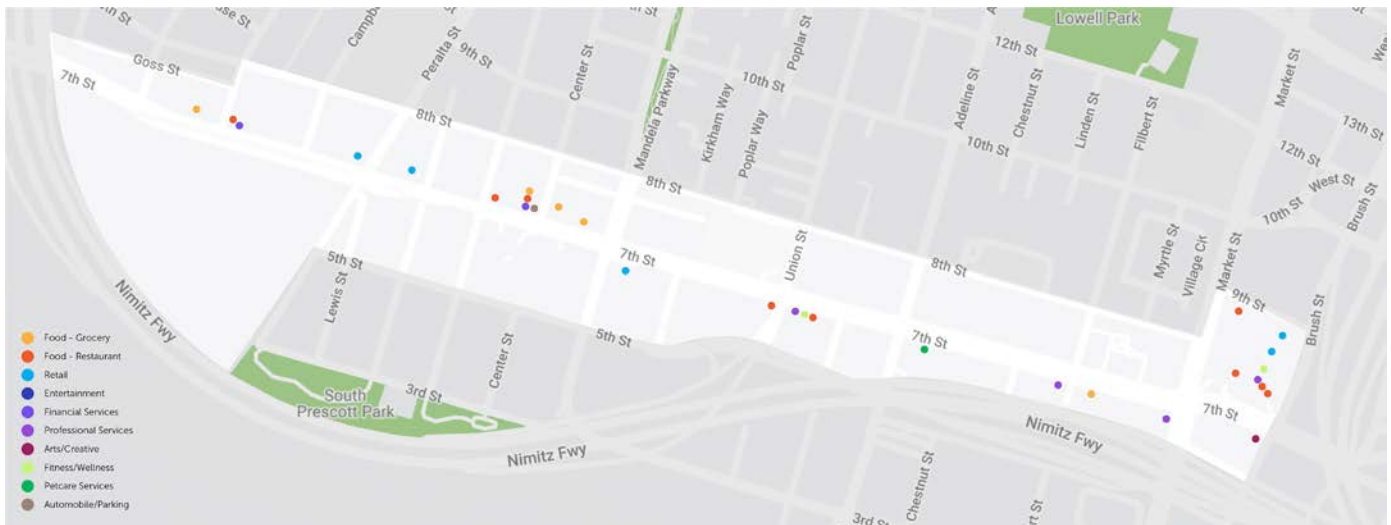 Goss St
7th St
Peralta St
9th St
Center St
8th St
Mandela Parkway
Kirkham Way
Poplar St
10th St
Poplar Way
Lowell Park
12th St
Adeline St
Chestnut St
Linden St
Filbert St
10th St
Market St
13th St
12th St
West St
10th St
Brush St
8th St
Union St
8th St
Myrtle St
Village Cir
Market St
9th St
Brush St
5th St
7th St
Lewis St
Nimitz Fwy
5th St
7th St
Center St
3rd St
South
Prescott Park
7th St
Nimitz Fwy
Nimitz Fwy
Chestnut St
3rd St
Food - Grocery
Food - Restaurant
Retail
Entertainment
Financial Services
Professional Services
Arts/Creative
Fitness/Wellness
Petcare Services
Automobile/Parking